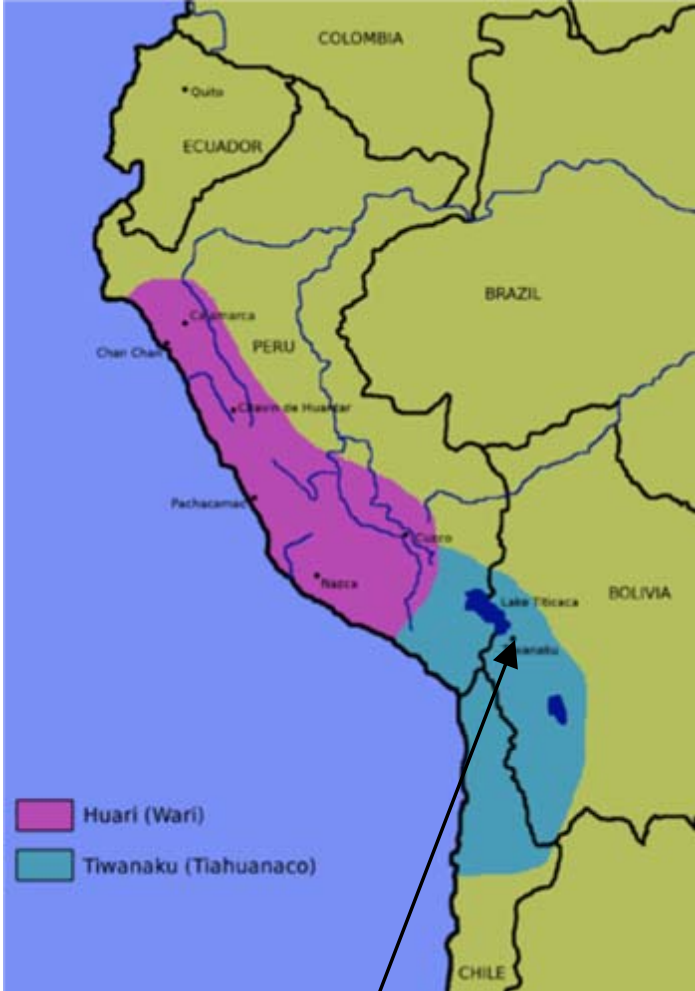 COLOMBIA
Quito
ECUADOR
BRAZIL
Cajamarca
PERU
Chan Chan
Chavin de Huantar
Pachacamac
Cuzco
Nazca
BOLIVIA
Lake Titicaca
Tiwanaku
Huari (Wari)
Tiwanaku (Tiahuanaco)
CHILE